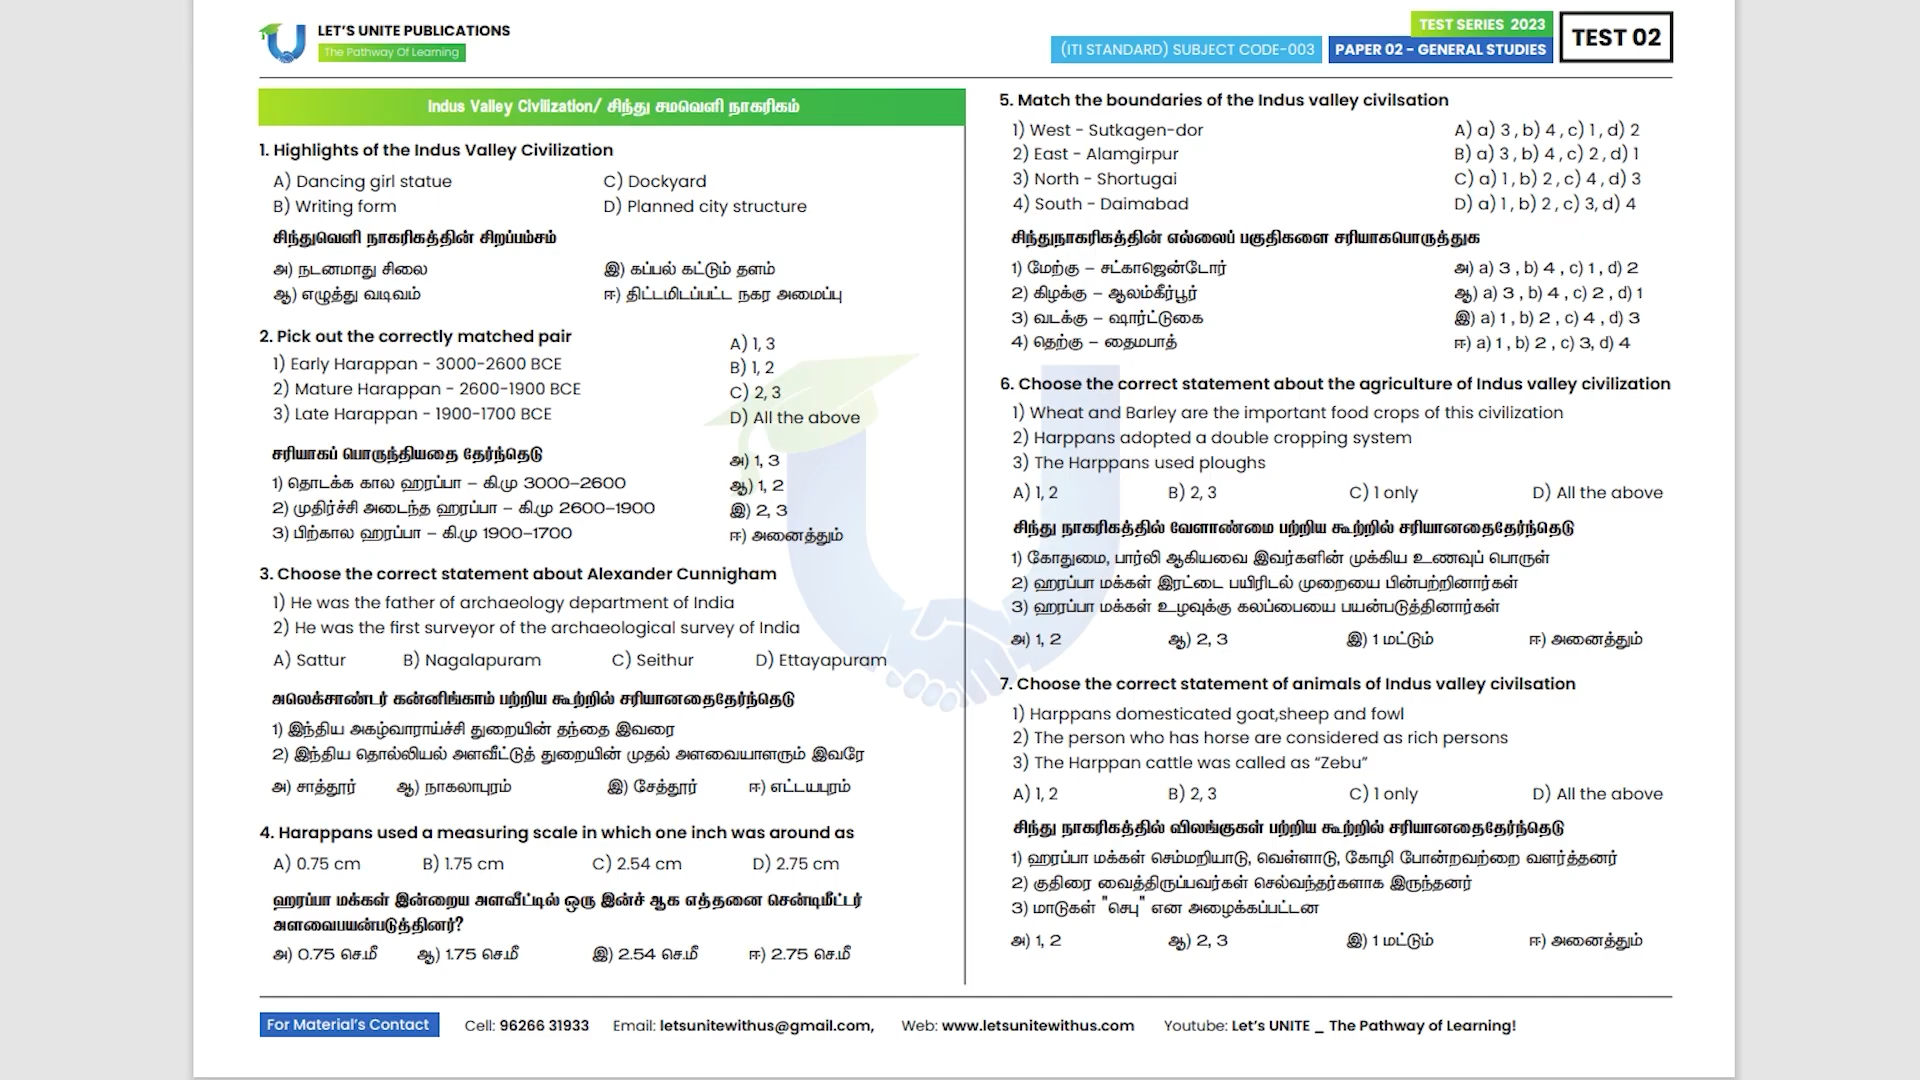 LET'S UNITE PUBLICATIONS
The Pathway Of Learning
TEST SERIES 2023
(ITI STANDARD) SUBJECT CODE-003
PAPER 02 - GENERAL STUDIES
TEST 02
Indus Valley Civilization/ சிந்து சமவெளி நாகரிகம்
1. Highlights of the Indus Valley Civilization
A) Dancing girl statue C) Dockyard
B) Writing form D) Planned city structure
சிந்துவெளி நாகரிகத்தின் சிறப்பம்சம்
அ) நடனமாது சிலை இ) கப்பல் கட்டும் தளம்
ஆ) எழுத்து வடிவம் ஈ) திட்டமிடப்பட்ட நகர அமைப்பு
2. Pick out the correctly matched pair
1) Early Harappan - 3000-2600 BCE A) 1, 3
2) Mature Harappan - 2600-1900 BCE B) 1, 2
3) Late Harappan - 1900-1700 BCE C) 2, 3
D) All the above
சரியாகப் பொருந்தியதை தேர்ந்தெடு
1) தொடக்க கால ஹரப்பா – கி.மு 3000–2600 அ) 1, 3
2) முதிர்ச்சி அடைந்த ஹரப்பா – கி.மு 2600–1900 ஆ) 1, 2
3) பிற்கால ஹரப்பா – கி.மு 1900–1700 இ) 2, 3
ஈ) அனைத்தும்
3. Choose the correct statement about Alexander Cunnigham
1) He was the father of archaeology department of India
2) He was the first surveyor of the archaeological survey of India
A) Sattur B) Nagalapuram C) Seithur D) Ettayapuram
அலெக்சாண்டர் கன்னிங்காம் பற்றிய கூற்றில் சரியானதைதேர்ந்தெடு
1) இந்திய அகழ்வாராய்ச்சி துறையின் தந்தை இவரை
2) இந்திய தொல்லியல் அளவீட்டுத் துறையின் முதல் அளவையாளரும் இவரே
அ) சாத்தூர் ஆ) நாகலாபுரம் இ) சேத்தூர் ஈ) எட்டயபுரம்
4. Harappans used a measuring scale in which one inch was around as
A) 0.75 cm B) 1.75 cm C) 2.54 cm D) 2.75 cm
ஹரப்பா மக்கள் இன்றைய அளவீட்டில் ஒரு இன்ச் ஆக எத்தனை சென்டிமீட்டர்
அளவைபயன்படுத்தினர்?
அ) 0.75 செ.மீ ஆ) 1.75 செ.மீ இ) 2.54 செ.மீ ஈ) 2.75 செ.மீ
5. Match the boundaries of the Indus valley civilsation
1) West - Sutkagen-dor A) a) 3 , b) 4 , c) 1 , d) 2
2) East - Alamgirpur B) a) 3 , b) 4 , c) 2 , d) 1
3) North - Shortugai C) a) 1 , b) 2 , c) 4 , d) 3
4) South - Daimabad D) a) 1 , b) 2 , c) 3, d) 4
சிந்துநாகரிகத்தின் எல்லைப் பகுதிகளை சரியாகபொருத்துக
1) மேற்கு – சட்காஜென்டோர் அ) a) 3 , b) 4 , c) 1 , d) 2
2) கிழக்கு – ஆலம்கீர்பூர் ஆ) a) 3 , b) 4 , c) 2 , d) 1
3) வடக்கு – ஷார்ட்டுகை இ) a) 1 , b) 2 , c) 4 , d) 3
4) தெற்கு – தைமபாத் ஈ) a) 1 , b) 2 , c) 3, d) 4
6. Choose the correct statement about the agriculture of Indus valley civilization
1) Wheat and Barley are the important food crops of this civilization
2) Harppans adopted a double cropping system
3) The Harppans used ploughs
A) 1, 2 B) 2, 3 C) 1 only D) All the above
சிந்து நாகரிகத்தில் வேளாண்மை பற்றிய கூற்றில் சரியானதைதேர்ந்தெடு
1) கோதுமை, பார்லி ஆகியவை இவர்களின் முக்கிய உணவுப் பொருள்
2) ஹரப்பா மக்கள் இரட்டை பயிரிடல் முறையை பின்பற்றினார்கள்
3) ஹரப்பா மக்கள் உழவுக்கு கலப்பையை பயன்படுத்தினார்கள்
அ) 1, 2 ஆ) 2, 3 இ) 1 மட்டும் ஈ) அனைத்தும்
7. Choose the correct statement of animals of Indus valley civilsation
1) Harppans domesticated goat,sheep and fowl
2) The person who has horse are considered as rich persons
3) The Harppan cattle was called as “Zebu”
A) 1, 2 B) 2, 3 C) 1 only D) All the above
சிந்து நாகரிகத்தில் விலங்குகள் பற்றிய கூற்றில் சரியானதைதேர்ந்தெடு
1) ஹரப்பா மக்கள் செம்மறியாடு, வெள்ளாடு, கோழி போன்றவற்றை வளர்த்தனர்
2) குதிரை வைத்திருப்பவர்கள் செல்வந்தர்களாக இருந்தனர்
3) மாடுகள் "செபு" என அழைக்கப்பட்டன
அ) 1, 2 ஆ) 2, 3 இ) 1 மட்டும் ஈ) அனைத்தும்
For Material's Contact Cell: 96266 31933 Email: letsunitewithus@gmail.com, Web: www.letsunitewithus.com Youtube: Let's UNITE _ The Pathway of Learning!